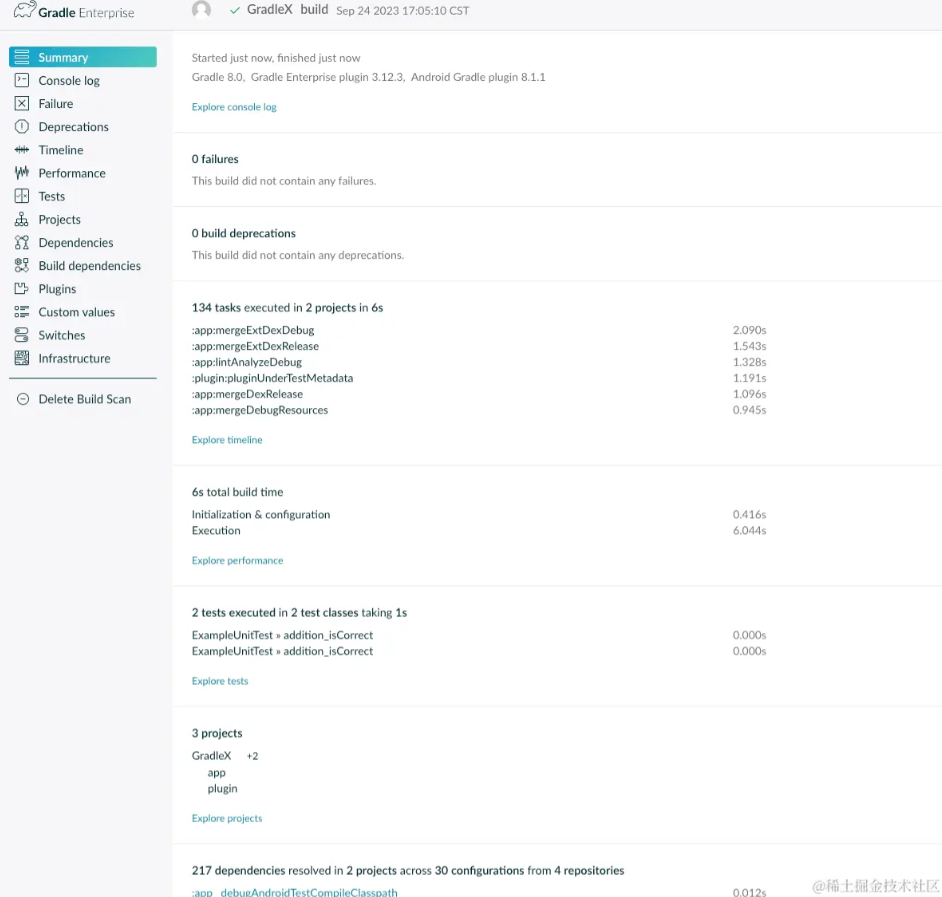 Gradle Enterprise
GradleX build Sep 24 2023 17:05:10 CST
Summary
Console log
Failure
Deprecations
Timeline
Performance
Tests
Projects
Dependencies
Build dependencies
Plugins
Custom values
Switches
Infrastructure
Delete Build Scan
Started just now, finished just now
Gradle 8.0, Gradle Enterprise plugin 3.12.3, Android Gradle plugin 8.1.1
Explore console log
0 failures
This build did not contain any failures.
0 build deprecations
This build did not contain any deprecations.
134 tasks executed in 2 projects in 6s
:app:mergeExtDexDebug 2.090s
:app:mergeExtDexRelease 1.543s
:app:lintAnalyzeDebug 1.328s
:plugin:pluginUnderTestMetadata 1.191s
:app:mergeDexRelease 1.096s
:app:mergeDebugResources 0.945s
Explore timeline
6s total build time
Initialization & configuration 0.416s
Execution 6.044s
Explore performance
2 tests executed in 2 test classes taking 1s
ExampleUnitTest » addition_isCorrect 0.000s
ExampleUnitTest » addition_isCorrect 0.000s
Explore tests
3 projects
GradleX +2
app
plugin
Explore projects
217 dependencies resolved in 2 projects across 30 configurations from 4 repositories
:app debugAndroidTestCompileClasspath 0.012s
@稀土掘金技术社区